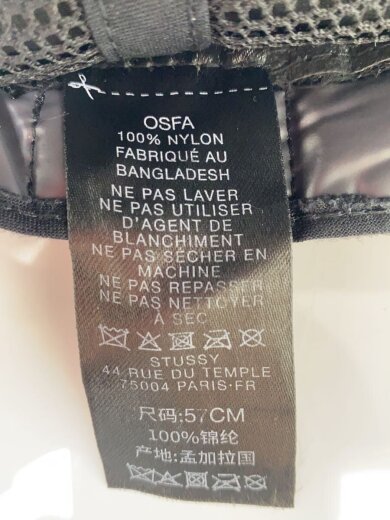 OSFA
100% NYLON
FABRIQUÉ AU
BANGLADESH
NE PAS LAVER
NE PAS UTILISER
D'AGENT DE
BLANCHIMENT
NE PAS SÉCHER EN
MACHINE
NE PAS REPASSER
NE PAS NETTOYER
À SEC
STUSSY
44 RUE DU TEMPLE
75004 PARIS·FR
尺码:57CM
100%锦纶
产地:孟加拉国